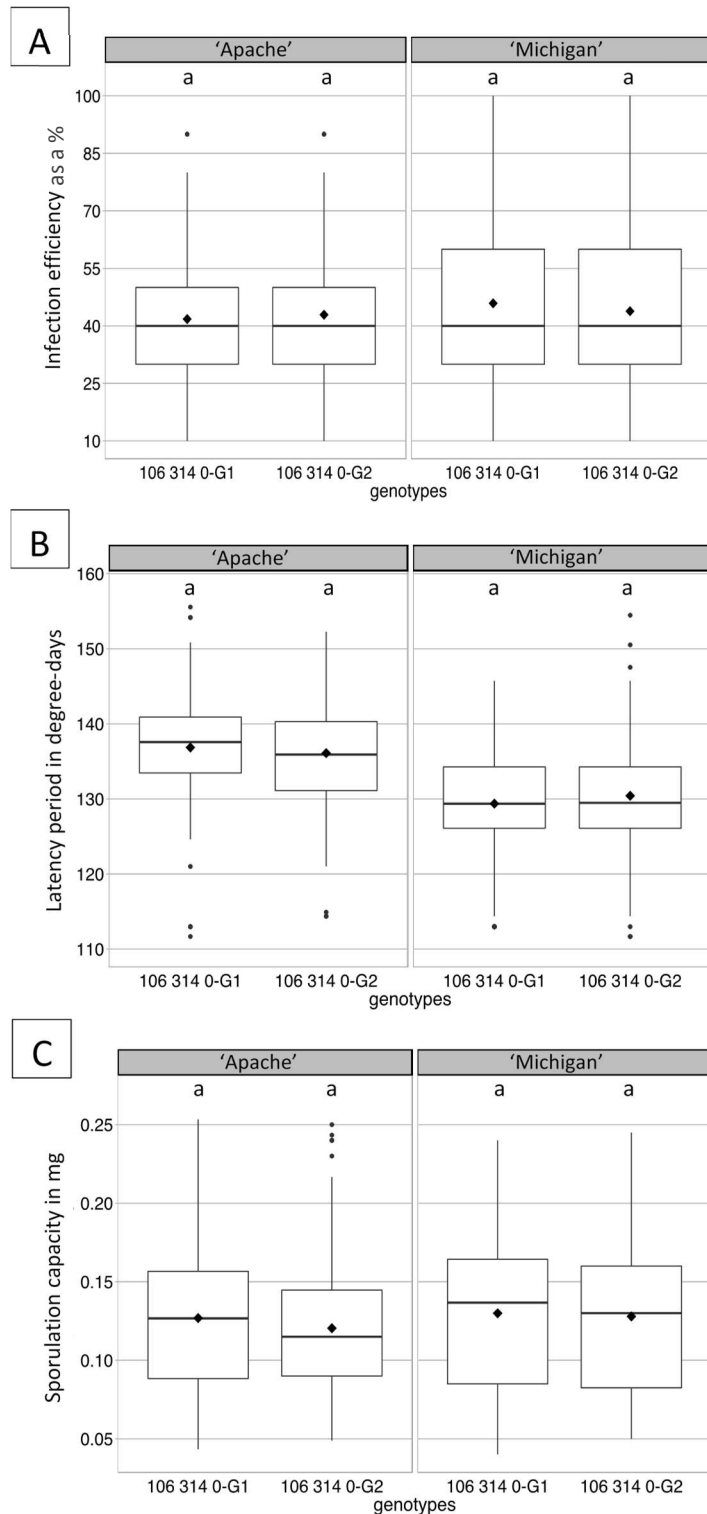 A
‘Apache’ ‘Michigan’
a a a a
Infection efficiency as a %
100
85
70
55
40
25
10
106 314 0-G1 106 314 0-G2 106 314 0-G1 106 314 0-G2
genotypes
B
‘Apache’ ‘Michigan’
a a a a
Latency period in degree-days
160
150
140
130
120
110
106 314 0-G1 106 314 0-G2 106 314 0-G1 106 314 0-G2
genotypes
C
‘Apache’ ‘Michigan’
a a a a
Sporulation capacity in mg
0.25
0.20
0.15
0.10
0.05
106 314 0-G1 106 314 0-G2 106 314 0-G1 106 314 0-G2
genotypes